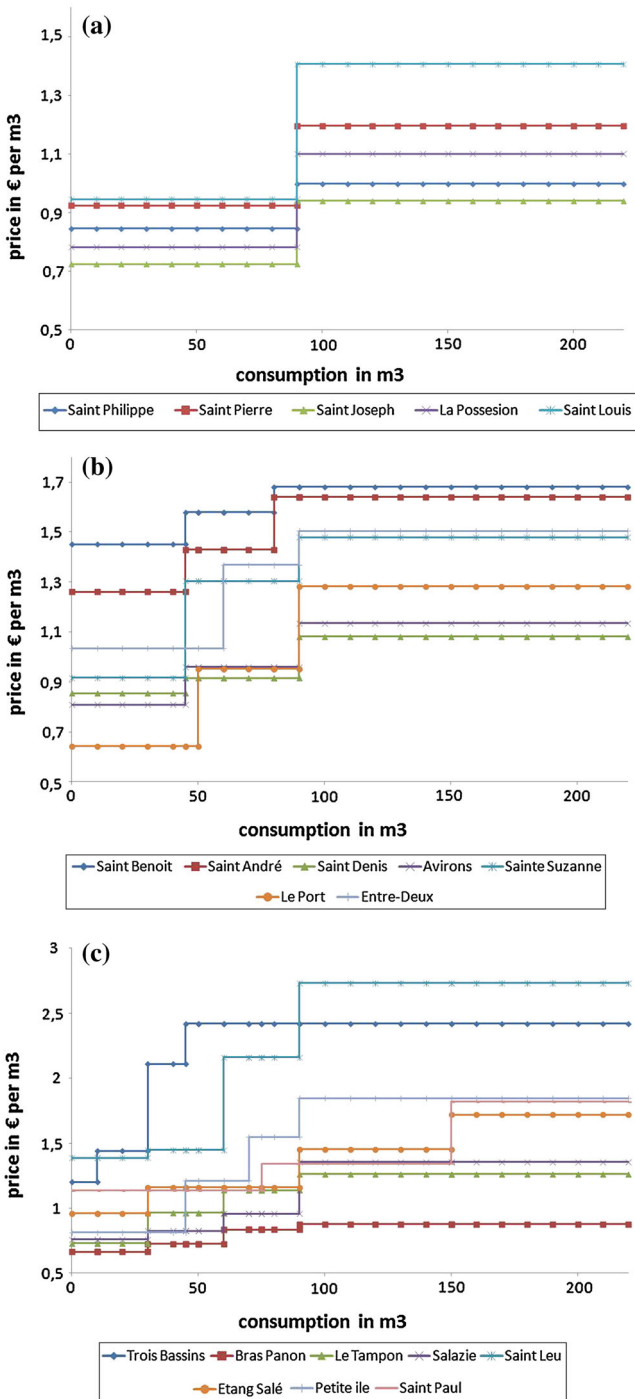 (a)
1,5
1,3
1,1
0,9
0,7
0,5
price in € per m3
0 50 100 150 200
consumption in m3
Saint Philippe Saint Pierre Saint Joseph La Possesion Saint Louis
(b)
1,7
1,5
1,3
1,1
0,9
0,7
0,5
price in € per m3
0 50 100 150 200
consumption in m3
Saint Benoit Saint André Saint Denis Avirons Sainte Suzanne
Le Port Entre-Deux
(c)
3
2,5
2
1,5
1
0,5
price in € per m3
0 50 100 150 200
consumption in m3
Trois Bassins Bras Panon Le Tampon Salazie Saint Leu
Etang Salé Petite ile Saint Paul